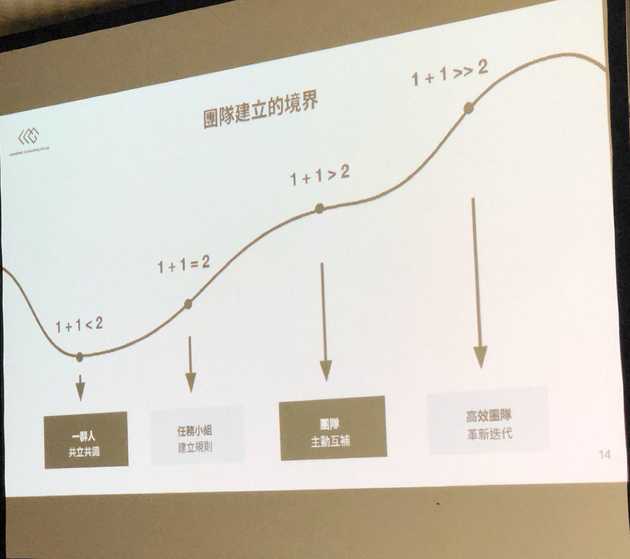 團隊建立的境界
1 + 1 >> 2
1 + 1 > 2
1 + 1 = 2
1 + 1 < 2
一群人
共立共識
任務小組
建立規則
團隊
主動互補
高效團隊
革新迭代
14